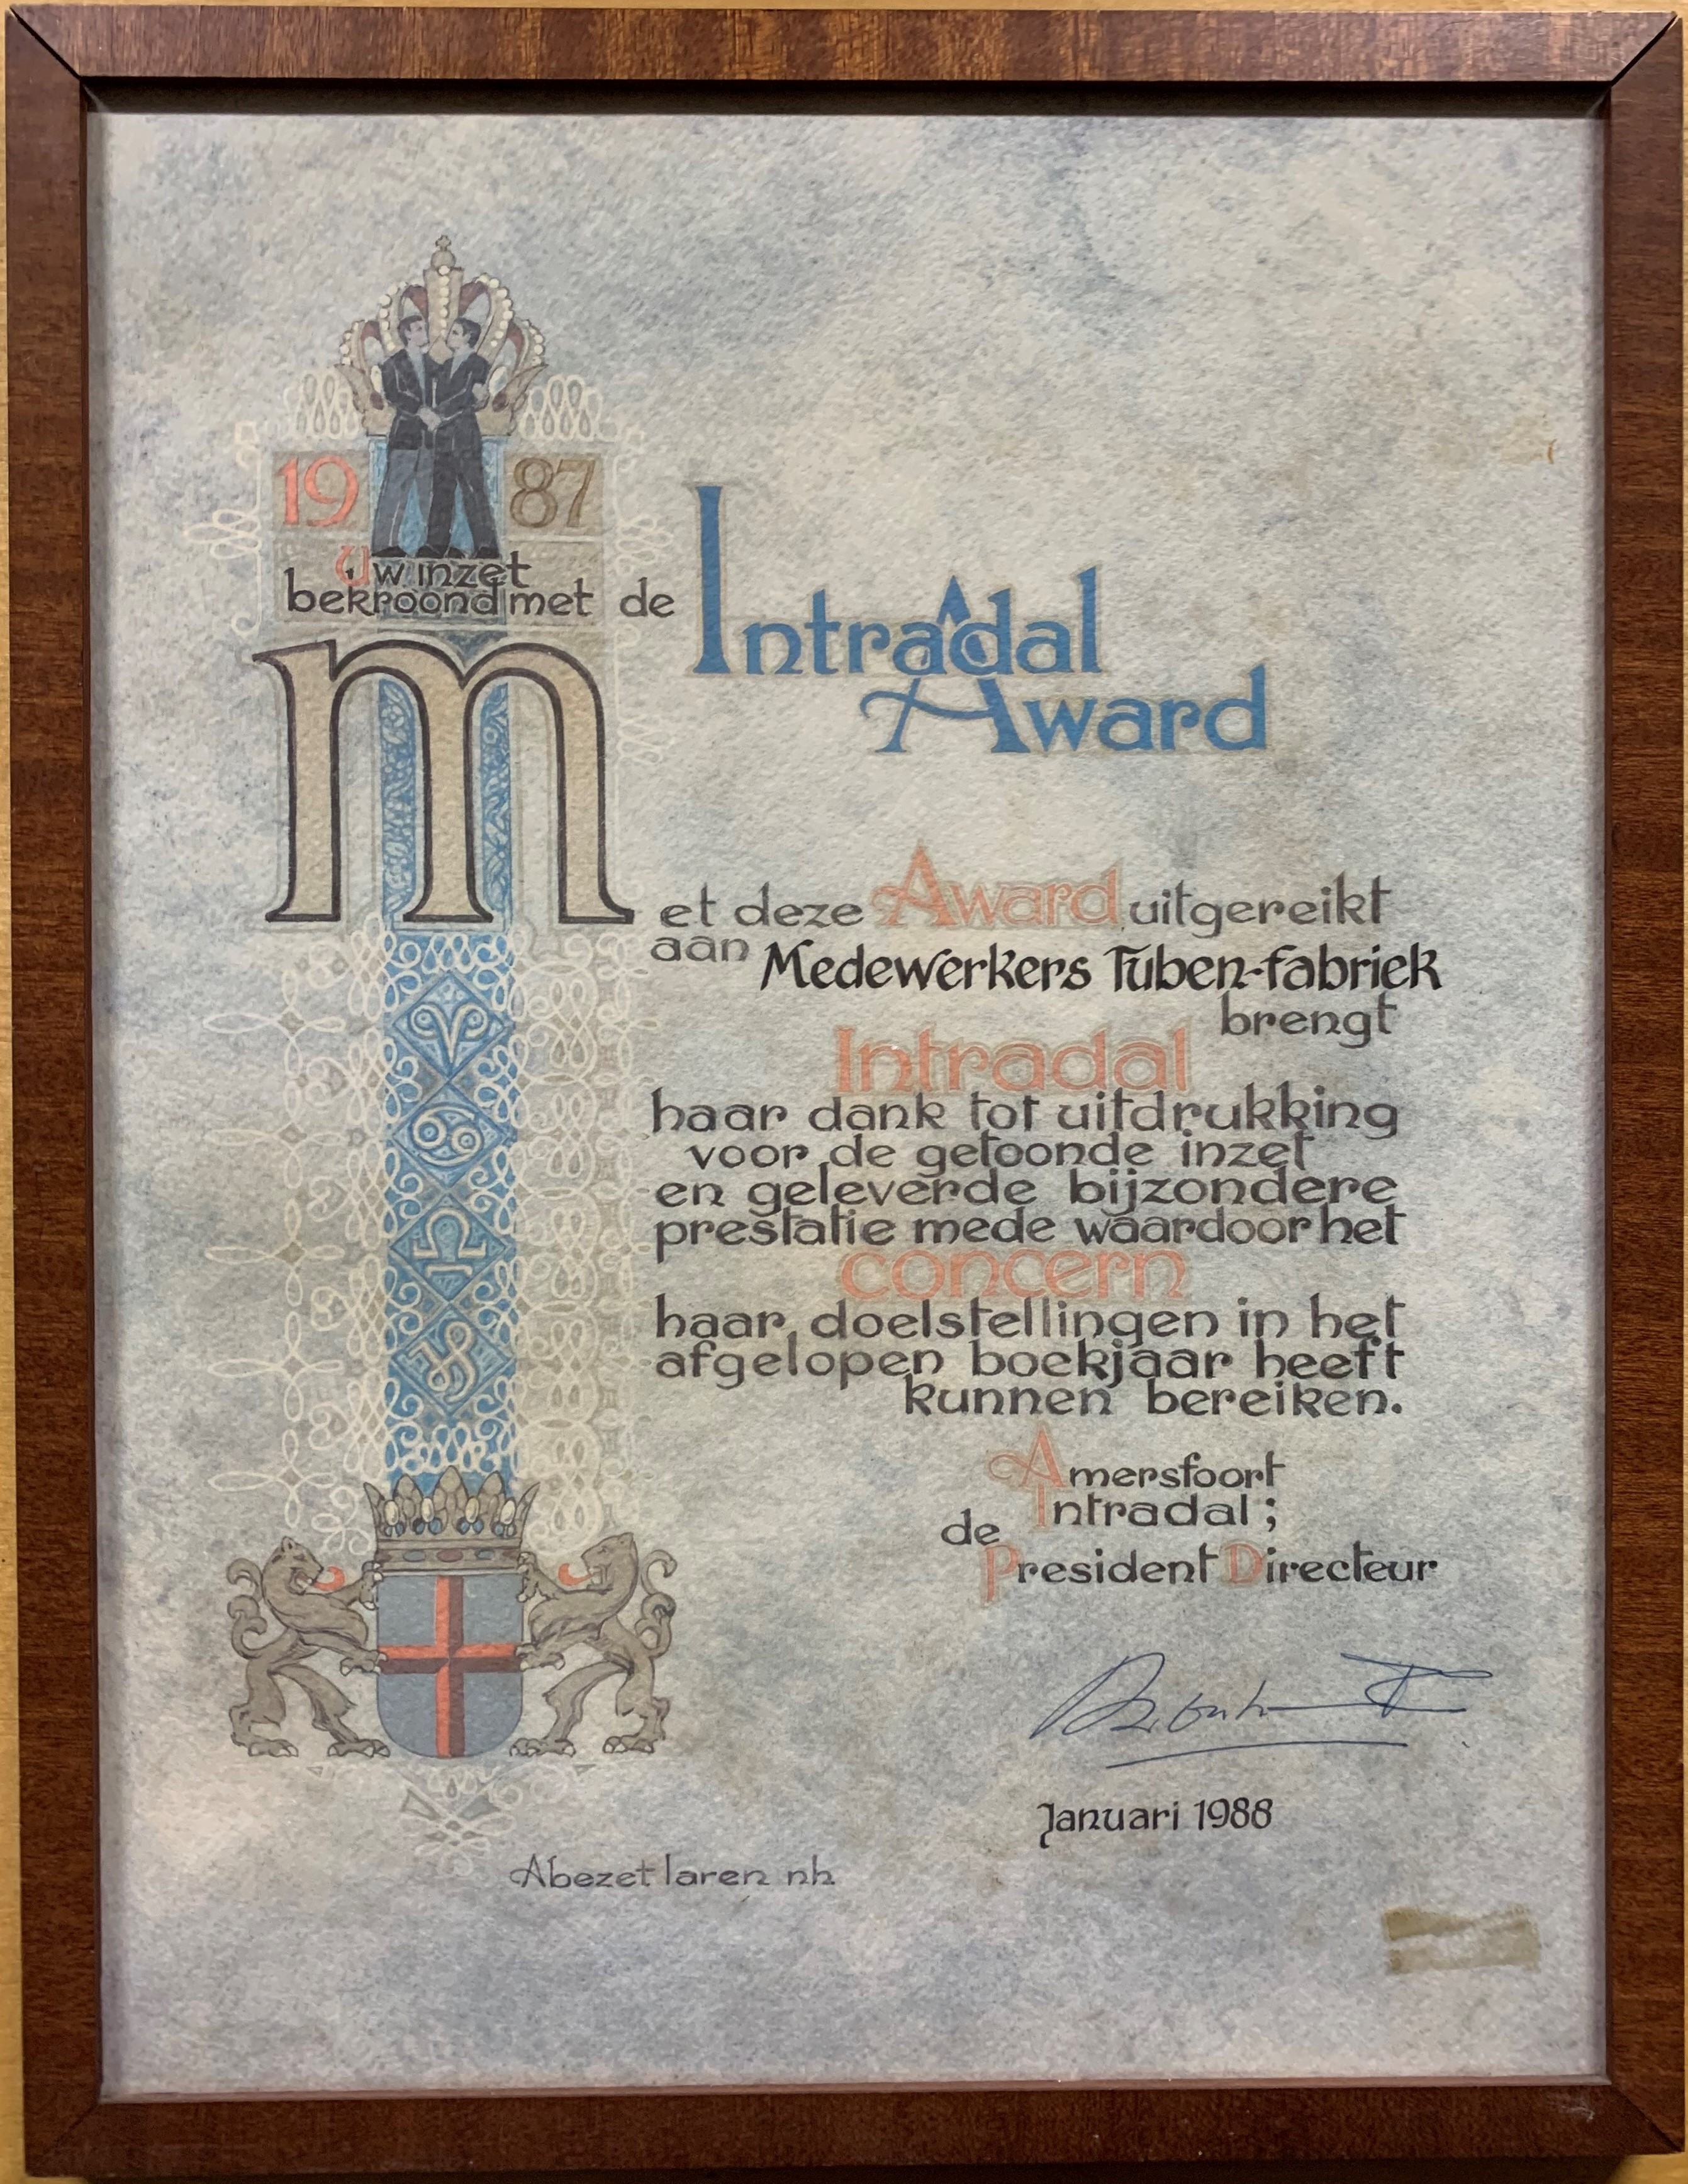 1987
Uw inzet
bekroond met de
Intradal
Award
Met deze Award uitgereikt
aan Medewerkers Tuben-fabriek
brengt
Intradal
haar dank tot uitdrukking
voor de getoonde inzet
en geleverde bijzondere
prestatie mede waardoor het
concern
haar doelstellingen in het
afgelopen boekjaar heeft
kunnen bereiken.
Amersfoort
Intradal;
de
President Directeur
Januari 1988
Abezet laren nh